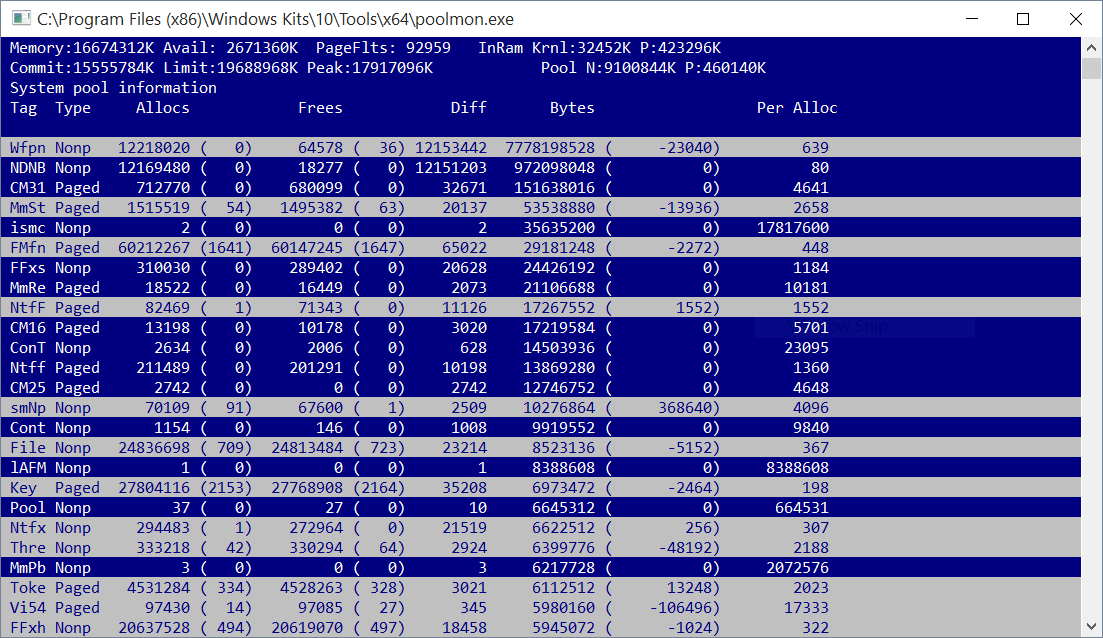 C:\Program Files (x86)\Windows Kits\10\Tools\x64\poolmon.exe
Memory:16674312K Avail: 2671360K  PageFlts: 92959   InRam Krnl:32452K P:423296K
Commit:15555784K Limit:19688968K Peak:17917096K            Pool N:9100844K P:460140K
System pool information
Tag  Type     Allocs            Frees            Diff       Bytes                  Per Alloc
Wfpn Nonp   12218020 (   0)     64578 (  36) 12153442  7778198528 (     -23040)        639
NDNB Nonp   12169480 (   0)     18277 (   0) 12151203   972098048 (          0)         80
CM31 Paged    712770 (   0)    680099 (   0)    32671   151638016 (          0)       4641
MmSt Paged   1515519 (  54)   1495382 (  63)    20137    53538880 (     -13936)       2658
ismc Nonp          2 (   0)         0 (   0)        2    35635200 (          0)   17817600
FMfn Paged  60212267 (1641)  60147245 (1647)    65022    29181248 (      -2272)        448
FFxs Nonp     310030 (   0)    289402 (   0)    20628    24426192 (          0)       1184
MmRe Paged     18522 (   0)     16449 (   0)     2073    21106688 (          0)      10181
NtfF Paged     82469 (   1)     71343 (   0)    11126    17267552 (       1552)       1552
CM16 Paged     13198 (   0)     10178 (   0)     3020    17219584 (          0)       5701
ConT Nonp       2634 (   0)      2006 (   0)      628    14503936 (          0)      23095
Ntff Paged    211489 (   0)    201291 (   0)    10198    13869280 (          0)       1360
CM25 Paged      2742 (   0)         0 (   0)     2742    12746752 (          0)       4648
smNp Nonp      70109 (  91)     67600 (   1)     2509    10276864 (     368640)       4096
Cont Nonp       1154 (   0)       146 (   0)     1008     9919552 (          0)       9840
File Nonp   24836698 ( 709)  24813484 ( 723)    23214     8523136 (      -5152)        367
lAFM Nonp          1 (   0)         0 (   0)        1     8388608 (          0)    8388608
Key  Paged  27804116 (2153)  27768908 (2164)    35208     6973472 (      -2464)        198
Pool Nonp         37 (   0)        27 (   0)       10     6645312 (          0)     664531
Ntfx Nonp     294483 (   1)    272964 (   0)    21519     6622512 (        256)        307
Thre Nonp     333218 (  42)    330294 (  64)     2924     6399776 (     -48192)       2188
MmPb Nonp          3 (   0)         0 (   0)        3     6217728 (          0)    2072576
Toke Paged   4531284 ( 334)   4528263 ( 328)     3021     6112512 (      13248)       2023
Vi54 Paged     97430 (  14)     97085 (  27)      345     5980160 (    -106496)      17333
FFxh Nonp   20637528 ( 494)  20619070 ( 497)    18458     5945072 (      -1024)        322